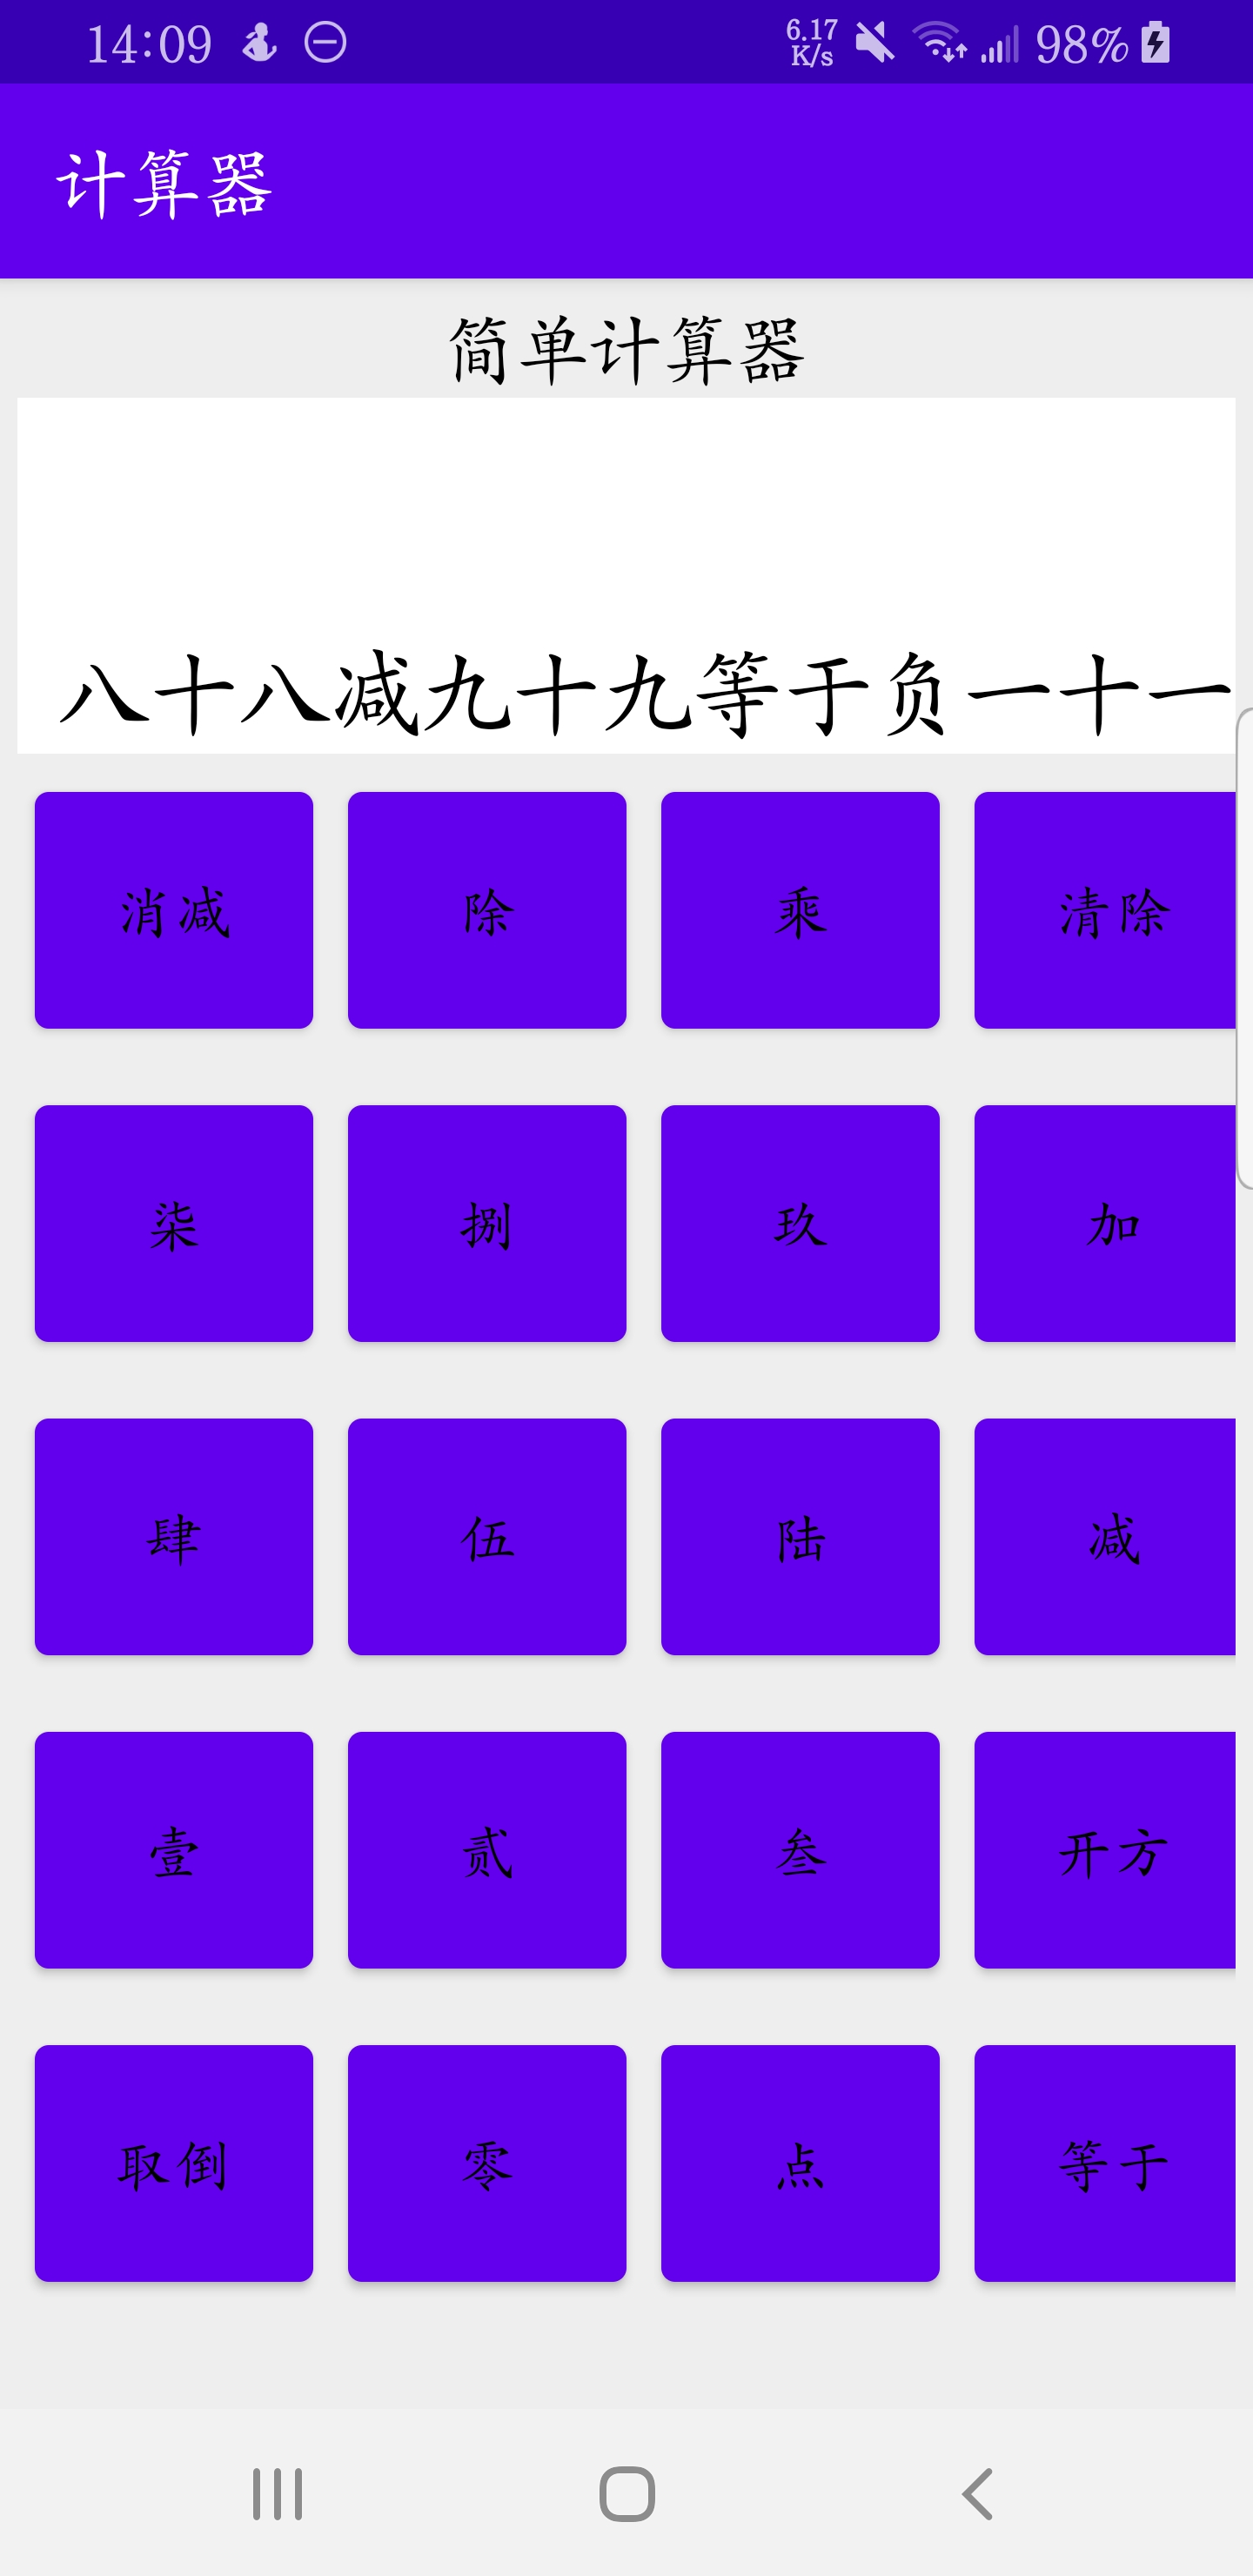 14:09 6.17 K/s 98%
计算器
简单计算器
八十八减九十九等于负一十一
消减 除 乘 清除
柒 捌 玖 加
肆 伍 陆 减
壹 贰 叁 开方
取倒 零 点 等于